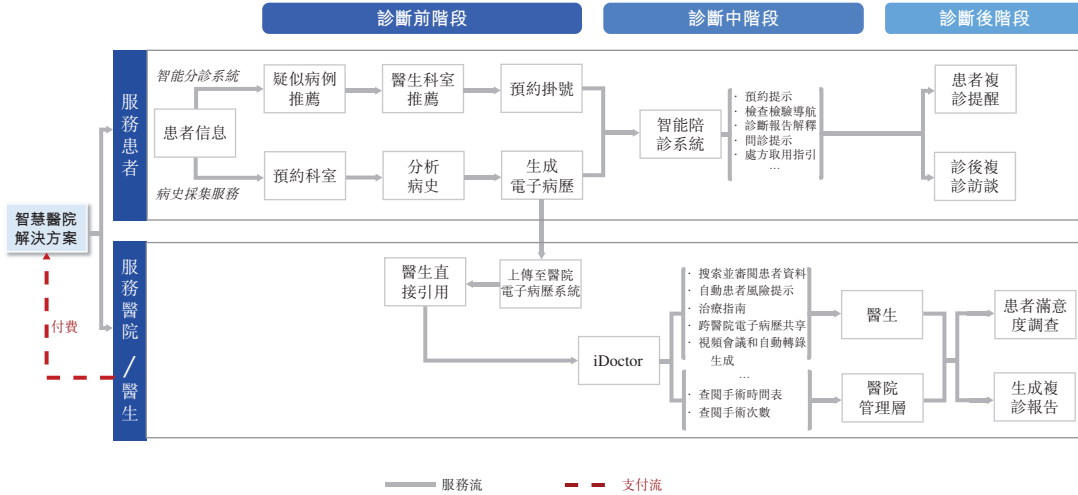 診斷前階段
診斷中階段
診斷後階段
智慧醫院
解決方案
付費
服務患者
智能分診系統
患者信息
病史採集服務
疑似病例
推薦
醫生科室
推薦
預約掛號
預約科室
分析
病史
生成
電子病歷
智能陪
診系統
· 預約提示
· 檢查檢驗導航
· 診斷報告解釋
· 問診提示
· 處方取用指引
...
患者複
診提醒
診後複
診訪談
服務醫院/醫生
醫生直
接引用
上傳至醫院
電子病歷系統
iDoctor
· 搜索並審閱患者資料
· 自動患者風險提示
· 治療指南
· 跨醫院電子病歷共享
· 視頻會議和自動轉錄
生成
...
· 查閱手術時間表
· 查閱手術次數
醫生
醫院
管理層
患者滿意
度調查
生成複
診報告
服務流
支付流